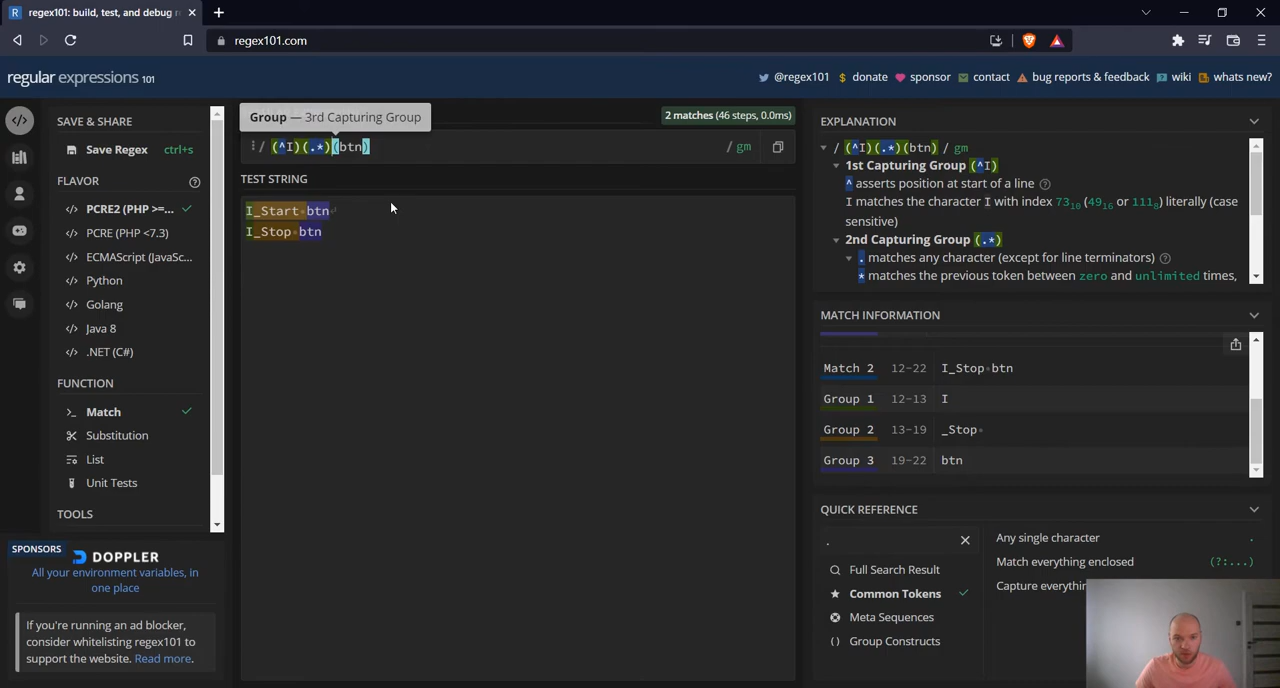 regex101: build, test, and debug r
regex101.com
regular expressions 101
@regex101
donate
sponsor
contact
bug reports & feedback
wiki
whats new?
SAVE & SHARE
Save Regex ctrl+s
FLAVOR
PCRE2 (PHP >=...
PCRE (PHP <7.3)
ECMAScript (JavaSc...
Python
Golang
Java 8
.NET (C#)
FUNCTION
Match
Substitution
List
Unit Tests
TOOLS
SPONSORS
DOPPLER
All your environment variables, in
one place
If you're running an ad blocker,
consider whitelisting regex101 to
support the website. Read more.
Group — 3rd Capturing Group
2 matches (46 steps, 0.0ms)
/ (^I)(.*)(btn) / gm
TEST STRING
I_Start·btn↵
I_Stop·btn
EXPLANATION
/ (^I)(.*)(btn) / gm
1st Capturing Group (^I)
^ asserts position at start of a line
I matches the character I with index 73₁₀ (49₁₆ or 111₈) literally (case
sensitive)
2nd Capturing Group (.*)
. matches any character (except for line terminators)
* matches the previous token between zero and unlimited times,
MATCH INFORMATION
Match 2 12-22 I_Stop·btn
Group 1 12-13 I
Group 2 13-19 _Stop·
Group 3 19-22 btn
QUICK REFERENCE
.
Full Search Result
Common Tokens
Meta Sequences
Group Constructs
Any single character .
Match everything enclosed (?:...)
Capture everythin